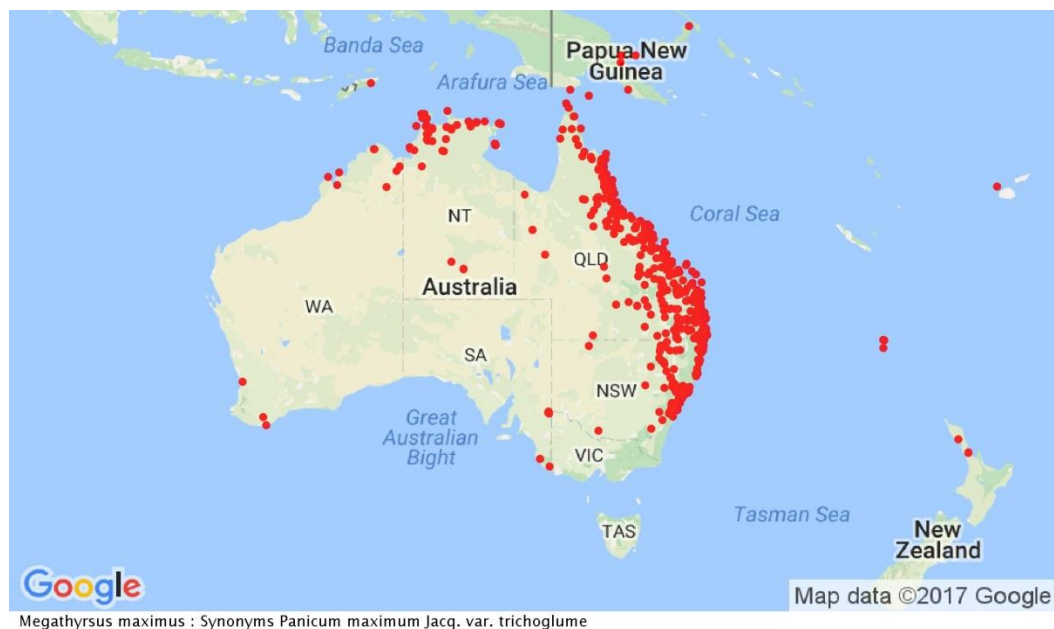 Banda Sea
Papua New
Guinea
Arafura Sea
NT
Coral Sea
QLD
Australia
WA
SA
NSW
Great
Australian
Bight
VIC
Tasman Sea
TAS
New
Zealand
Google
Map data ©2017 Google
Megathyrsus maximus : Synonyms Panicum maximum Jacq. var. trichoglume